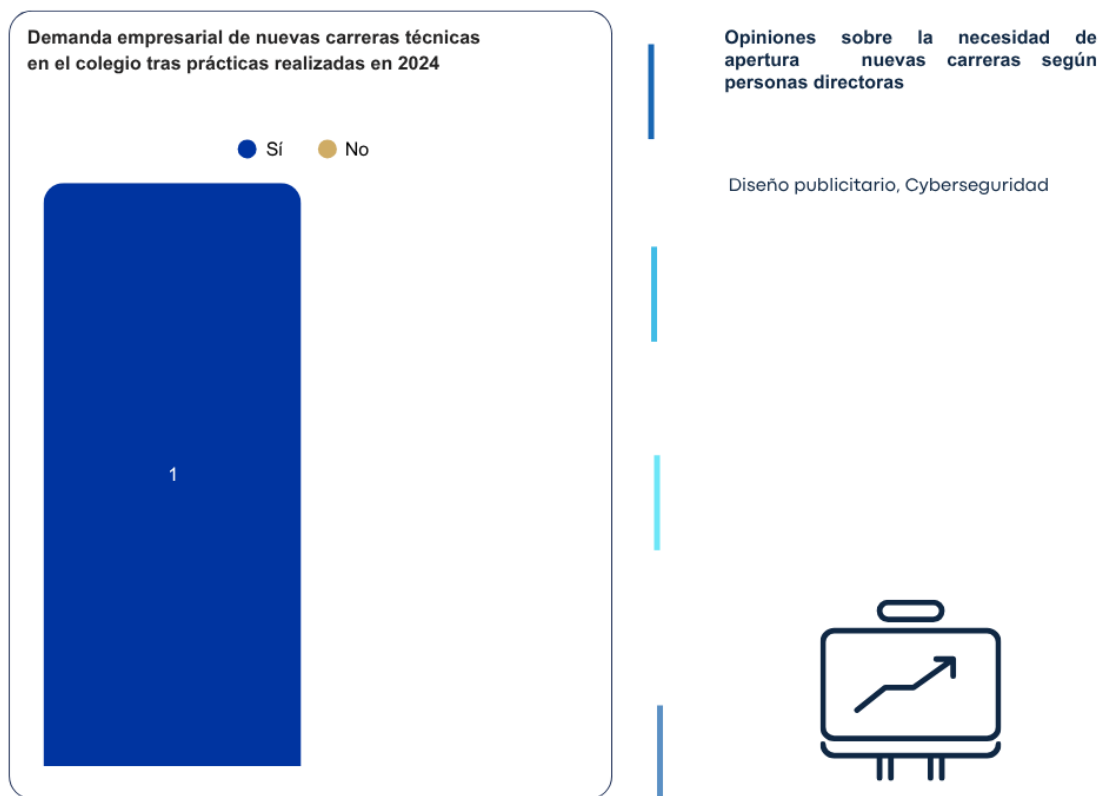 Demanda empresarial de nuevas carreras técnicas
en el colegio tras prácticas realizadas en 2024
Sí
No
1
Opiniones sobre la necesidad de
apertura nuevas carreras según
personas directoras
Diseño publicitario, Cyberseguridad